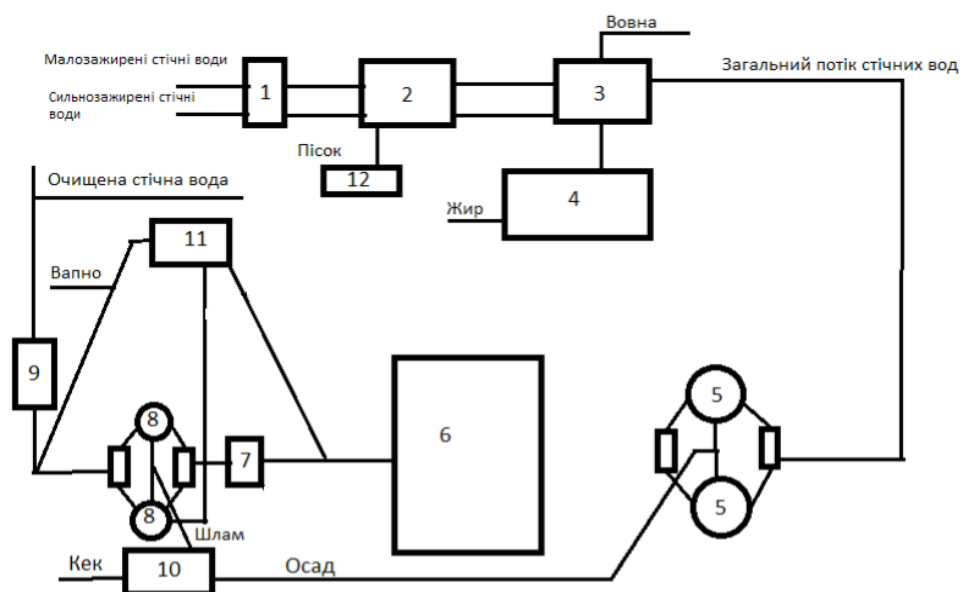 Вовна
Малозажирені стічні води
Загальний потік стічних вод
1
2
3
Сильнозажирені стічні
води
Пісок
12
4
Жир
Очищена стічна вода
11
Вапно
9
5
8
6
7
5
8
Шлам
Кек
10
Осад